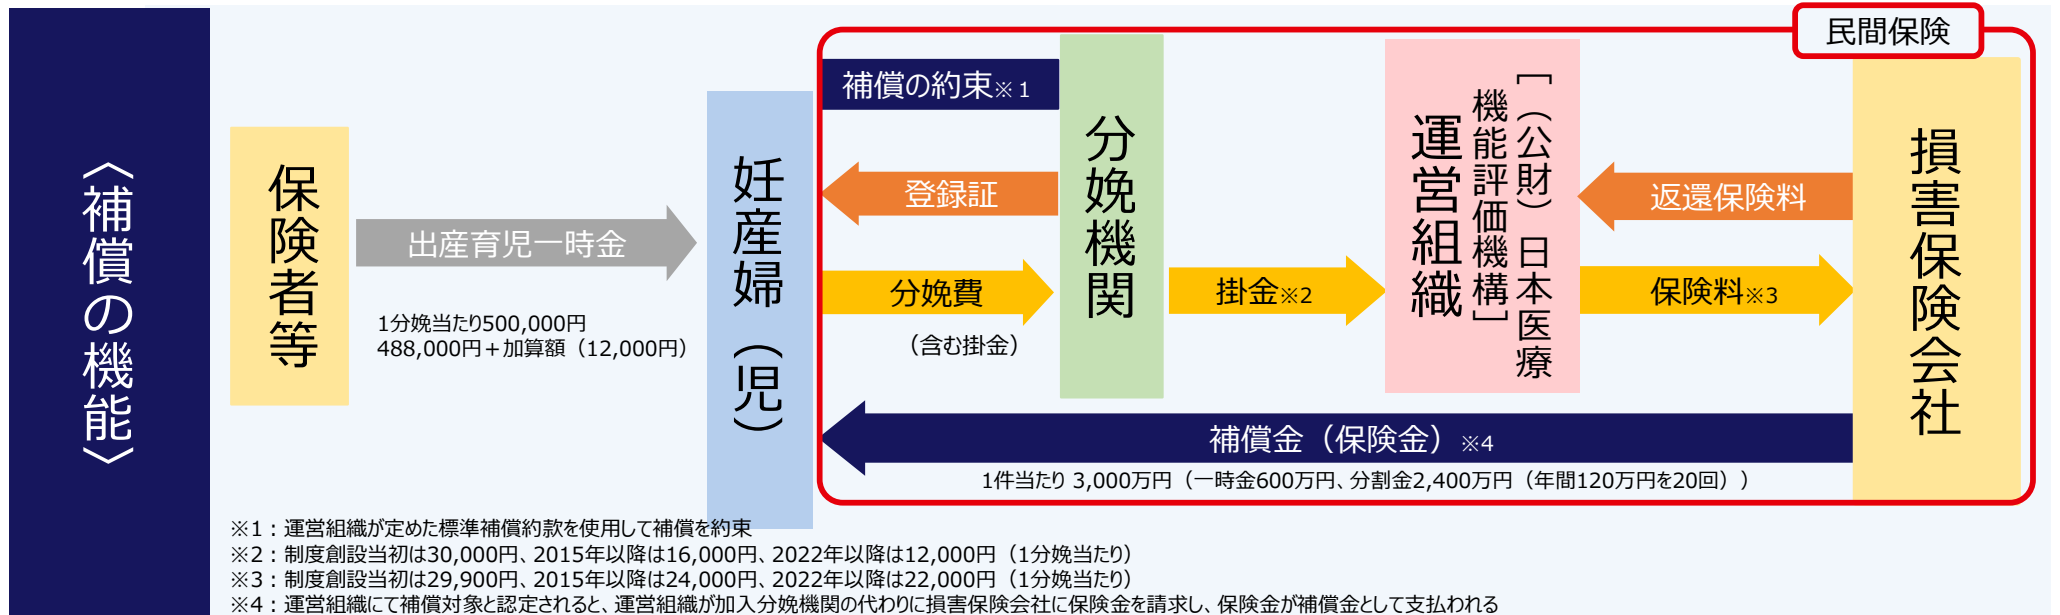 〈補償の機能〉
保険者等
出産育児一時金
1分娩当たり500,000円
488,000円＋加算額（12,000円）
妊産婦（児）
補償の約束※1
登録証
分娩費
（含む掛金）
分娩機関
掛金※2
運営組織
［（公財）日本医療
機能評価機構］
返還保険料
保険料※3
民間保険
損害保険会社
補償金（保険金）※4
1件当たり 3,000万円（一時金600万円、分割金2,400万円（年間120万円を20回））
※1：運営組織が定めた標準補償約款を使用して補償を約束
※2：制度創設当初は30,000円、2015年以降は16,000円、2022年以降は12,000円（1分娩当たり）
※3：制度創設当初は29,900円、2015年以降は24,000円、2022年以降は22,000円（1分娩当たり）
※4：運営組織にて補償対象と認定されると、運営組織が加入分娩機関の代わりに損害保険会社に保険金を請求し、保険金が補償金として支払われる